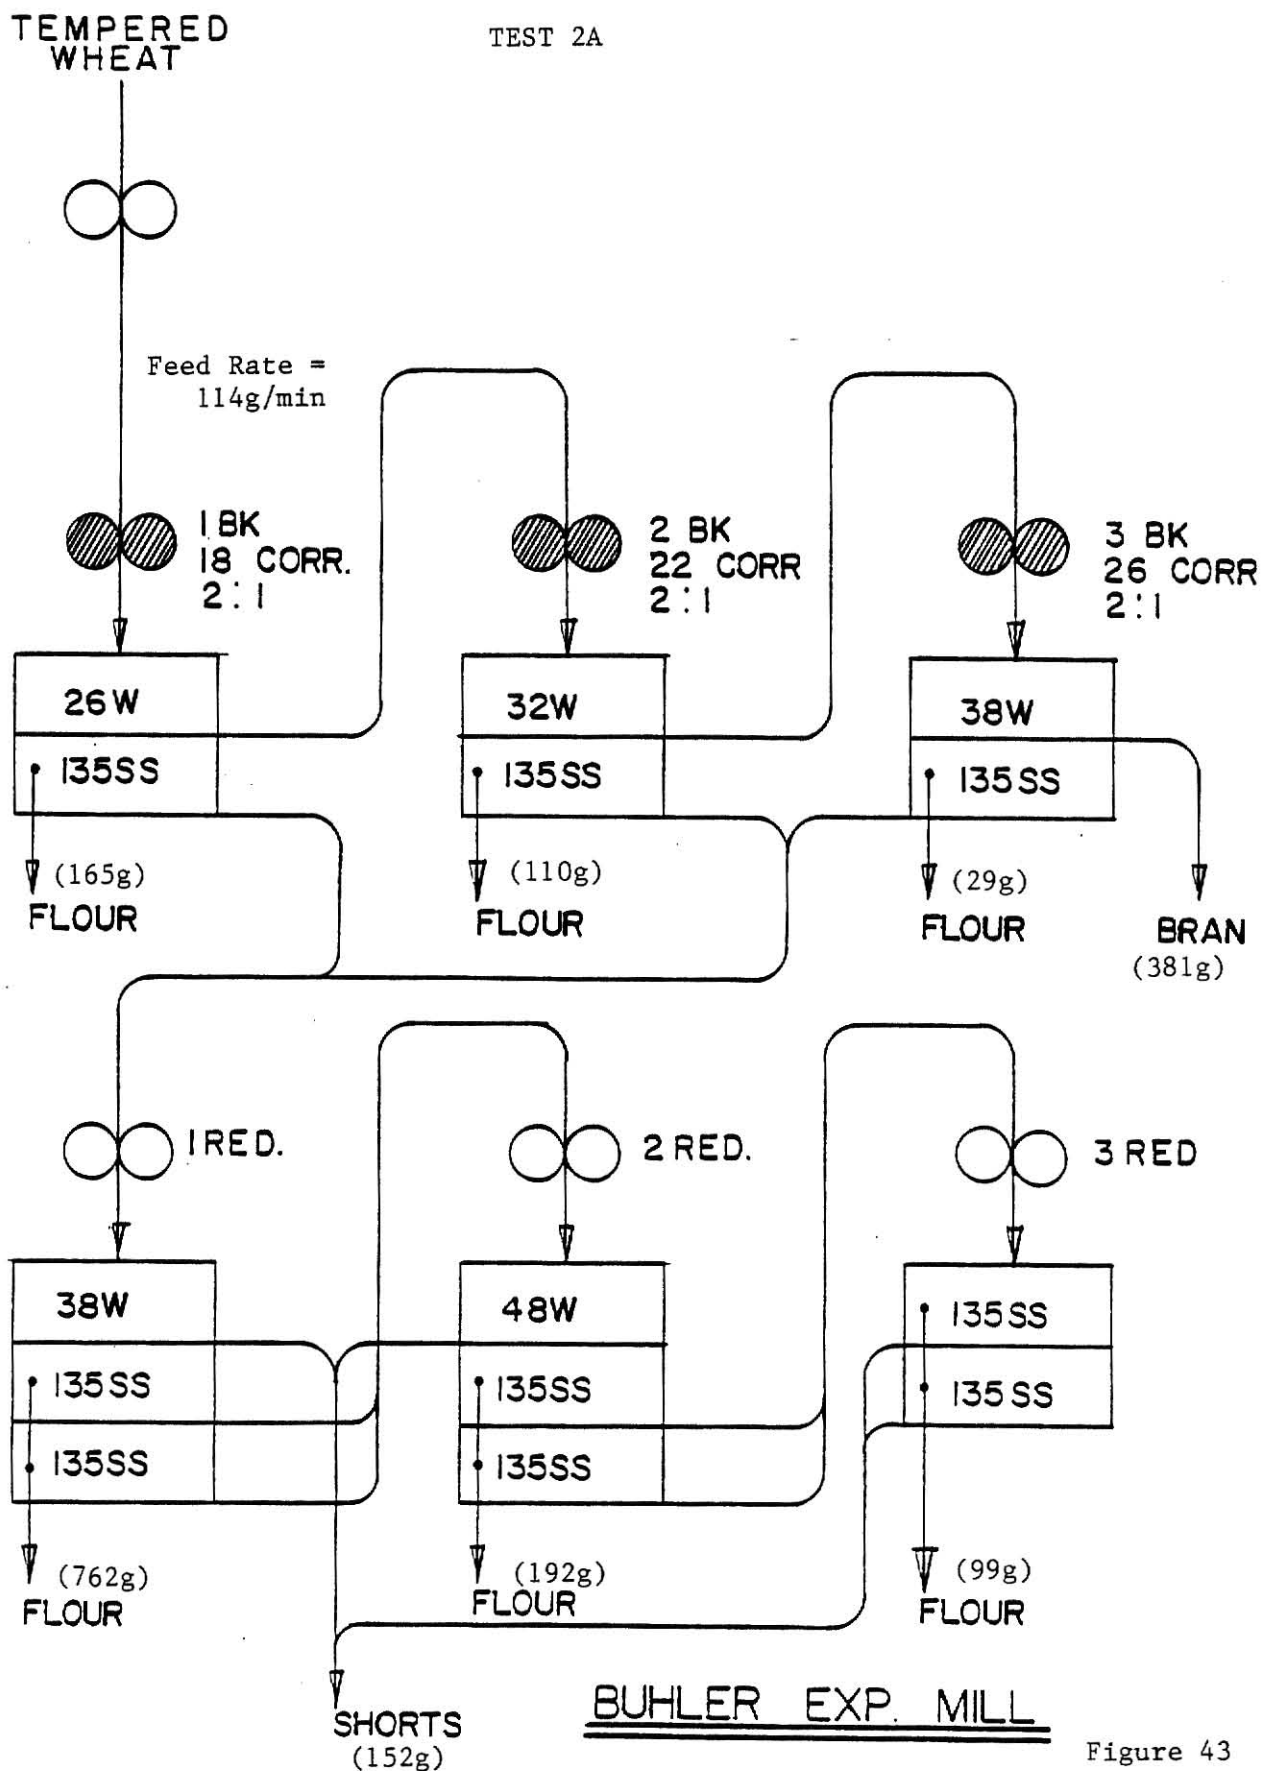 TEMPERED
WHEAT
TEST 2A
Feed Rate =
114g/min
1 BK
18 CORR.
2:1
2 BK
22 CORR
2:1
3 BK
26 CORR
2:1
26W
135SS
32W
135SS
38W
135SS
(165g)
FLOUR
(110g)
FLOUR
(29g)
FLOUR
BRAN
(381g)
1 RED.
2 RED.
3 RED
38W
135SS
135SS
48W
135SS
135SS
135SS
135SS
(762g)
FLOUR
(192g)
FLOUR
(99g)
FLOUR
SHORTS
(152g)
BUHLER EXP. MILL
Figure 43